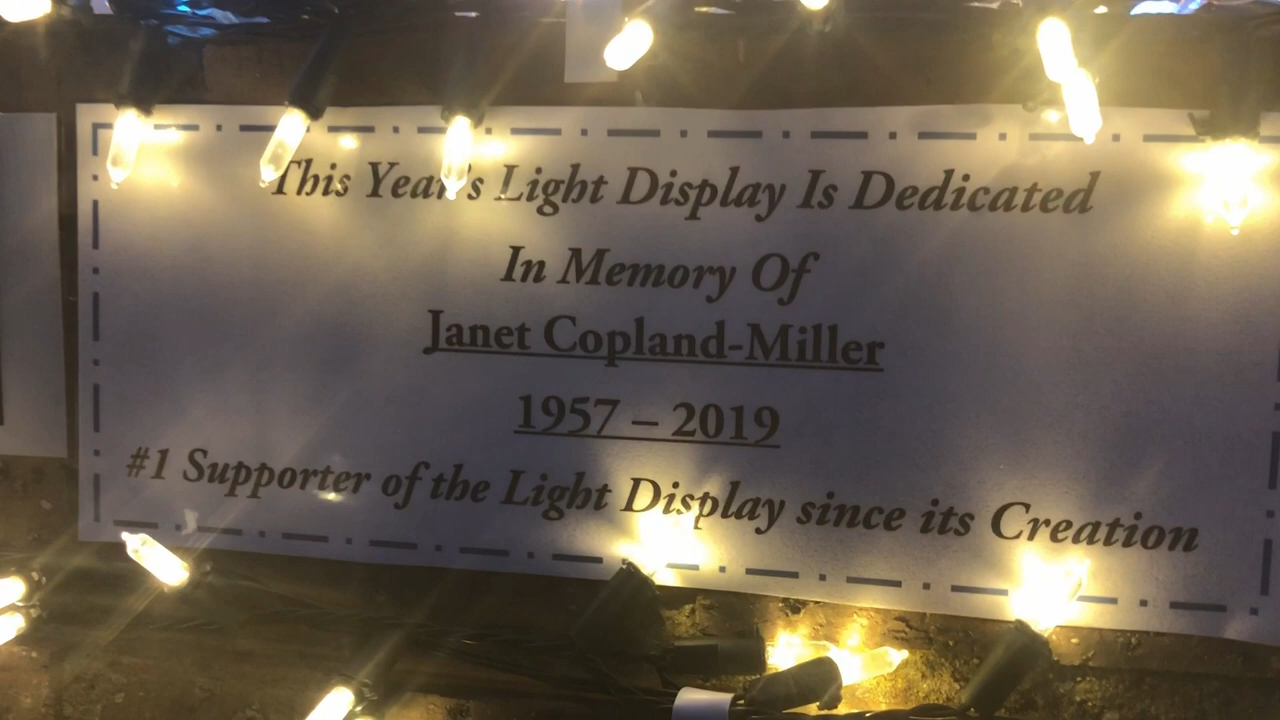 This Year's Light Display Is Dedicated
In Memory Of
Janet Copland-Miller
1957 – 2019
#1 Supporter of the Light Display since its Creation